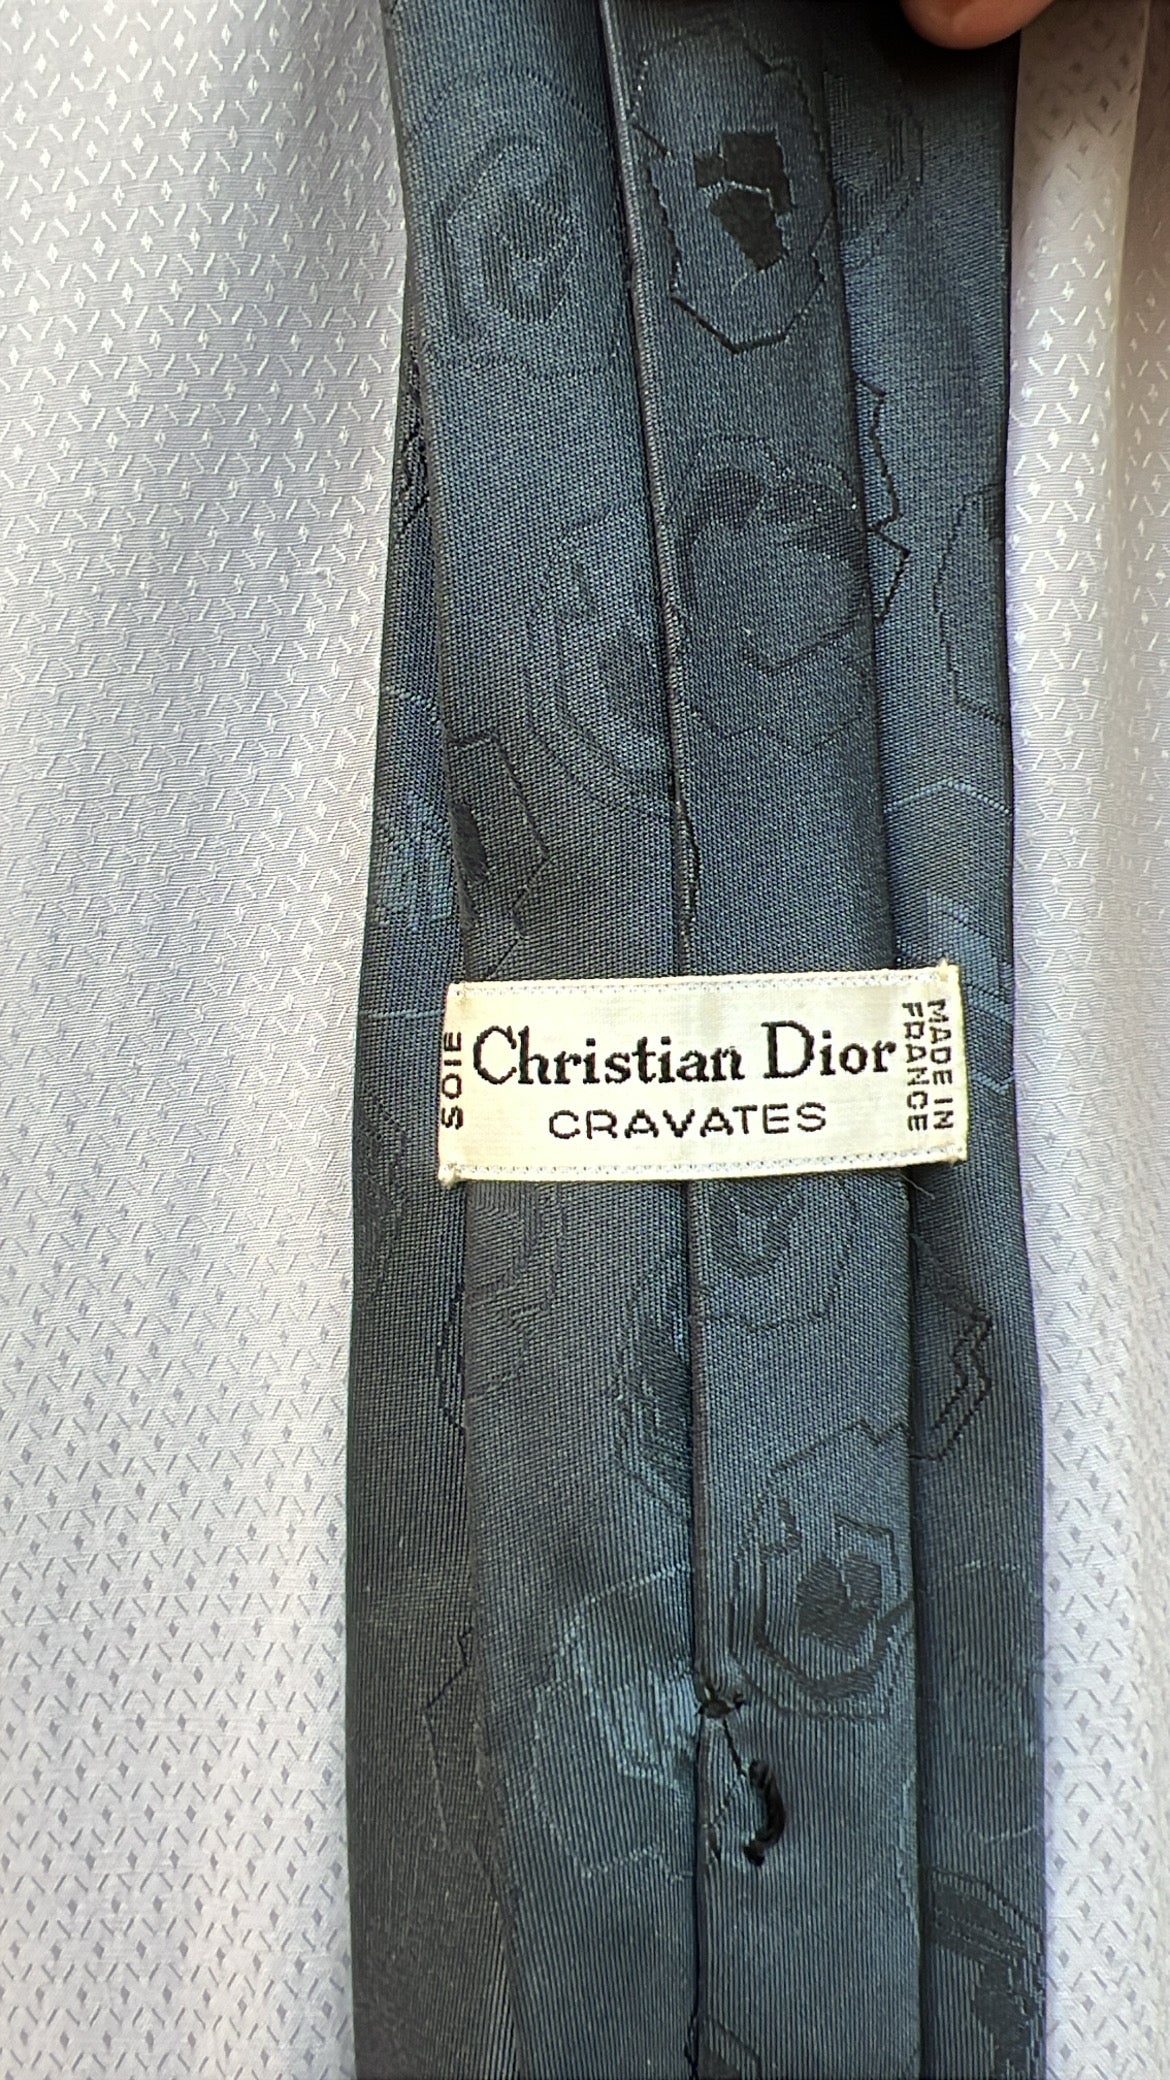 SOIE
Christian Dior
CRAVATES
MADE IN
FRANCE